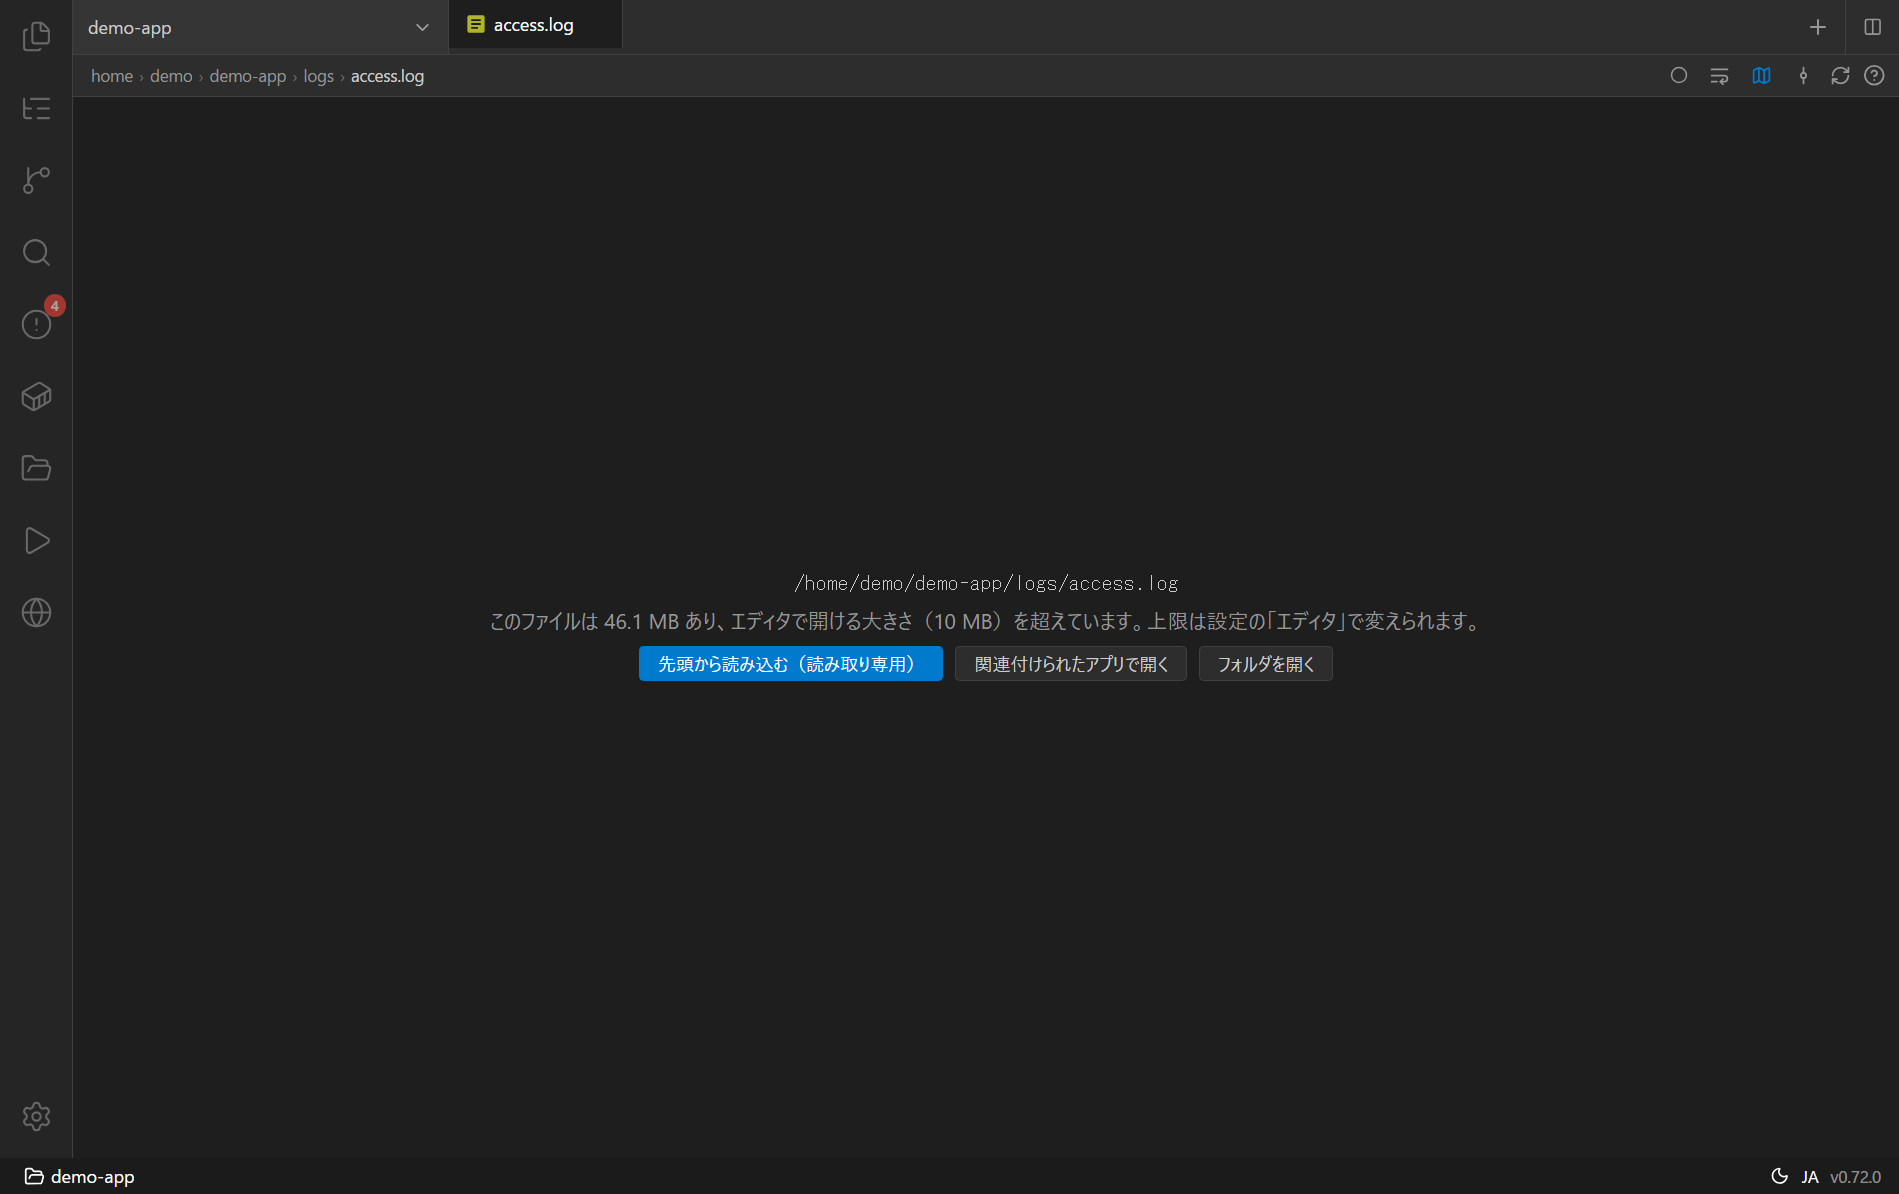 demo-app
access.log
home › demo › demo-app › logs › access.log
4
/home/demo/demo-app/logs/access.log
このファイルは 46.1 MB あり、エディタで開ける大きさ（10 MB）を超えています。上限は設定の「エディタ」で変えられます。
先頭から読み込む（読み取り専用）
関連付けられたアプリで開く
フォルダを開く
demo-app
JA
v0.72.0